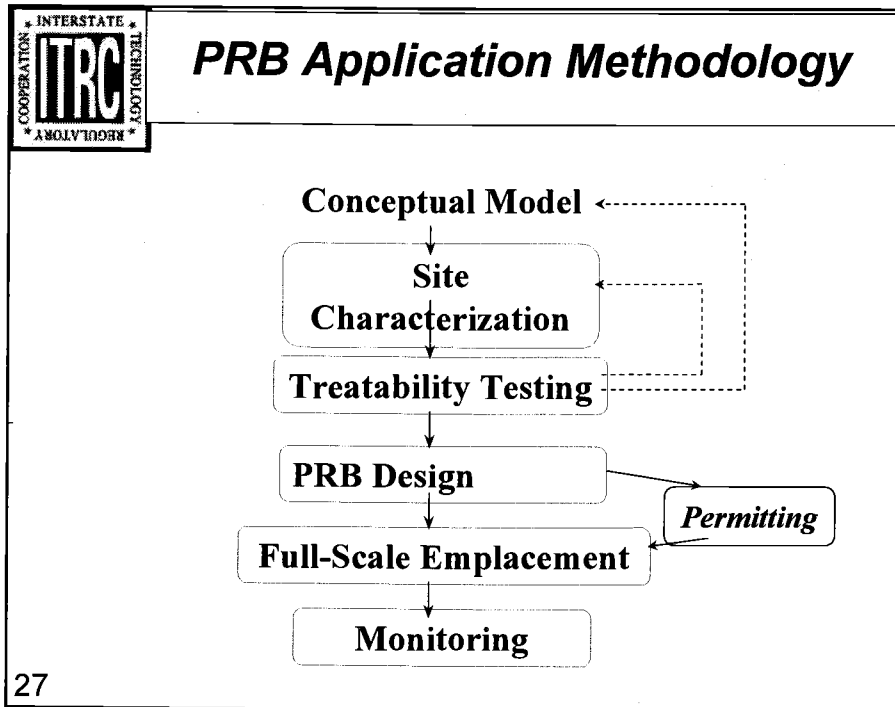 * INTERSTATE *
COOPERATION
TECHNOLOGY
ITRC
* REGULATORY *
PRB Application Methodology
Conceptual Model
Site
Characterization
Treatability Testing
PRB Design
Permitting
Full-Scale Emplacement
Monitoring
27